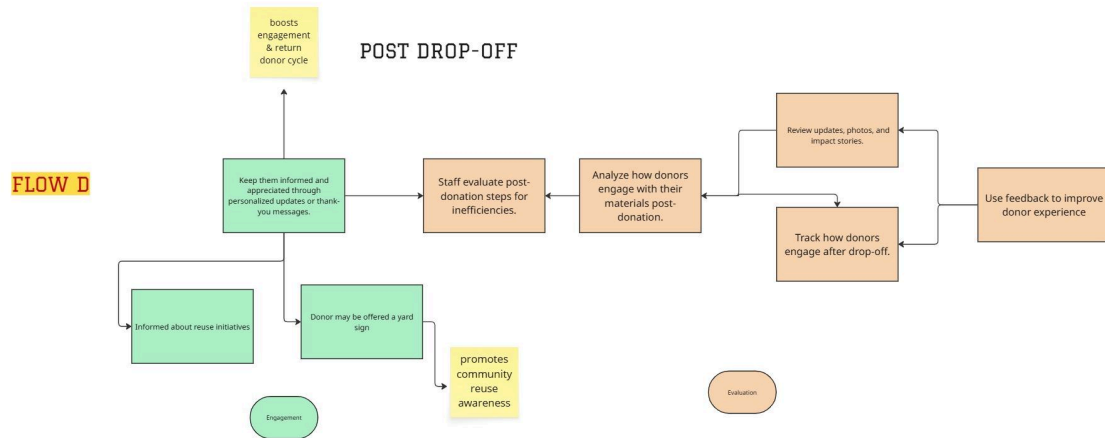 boosts
engagement
& return
donor cycle
POST DROP-OFF
FLOW D
Keep them informed and
appreciated through
personalized updates or thank-
you messages.
Staff evaluate post-
donation steps for
inefficiencies.
Analyze how donors
engage with their
materials post-
donation.
Review updates, photos, and
impact stories.
Track how donors
engage after drop-off.
Use feedback to improve
donor experience
Informed about reuse initiatives
Donor may be offered a yard
sign
promotes
community
reuse
awareness
Engagement
Evaluation